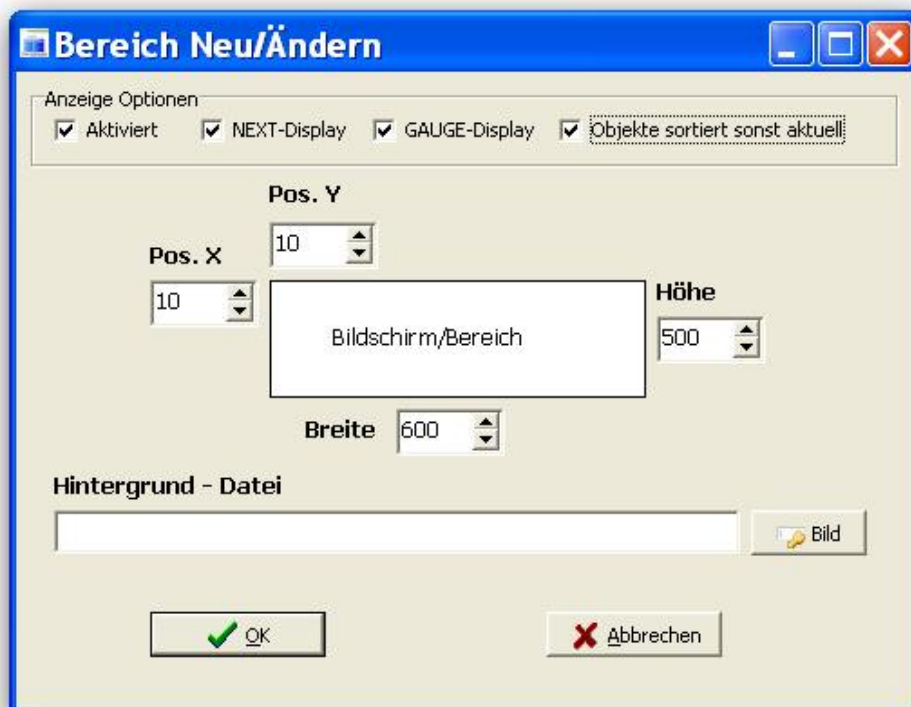 Bereich Neu/Ändern
Anzeige Optionen
Aktiviert NEXT-Display GAUGE-Display Objekte sortiert sonst aktuell
Pos. Y
10
Pos. X
10
Höhe
Bildschirm/Bereich
500
Breite 600
Hintergrund - Datei
Bild
OK Abbrechen